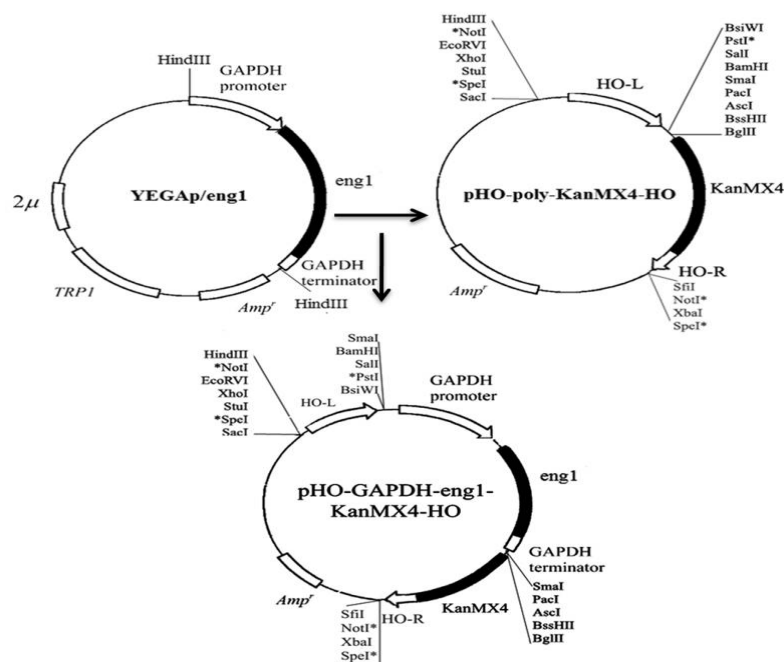 HindIII
GAPDH
promoter
eng1
YEGAp/eng1
2μ
GAPDH
terminator
HindIII
Ampʳ
TRP1
HindIII
*NotI
EcoRVI
XhoI
StuI
*SpeI
SacI
HO-L
BsiWI
PstI*
SalI
BamHI
SmaI
PacI
AscI
BssHII
BglII
pHO-poly-KanMX4-HO
KanMX4
HO-R
SfiI
NotI*
XbaI
SpeI*
Ampʳ
HindIII
*NotI
EcoRVI
XhoI
StuI
*SpeI
SacI
HO-L
SmaI
BamHI
SalI
*PstI
BsiWI
GAPDH
promoter
eng1
pHO-GAPDH-eng1-
KanMX4-HO
GAPDH
terminator
SmaI
PacI
AscI
BssHII
BglII
KanMX4
HO-R
SfiI
NotI*
XbaI
SpeI*
Ampʳ